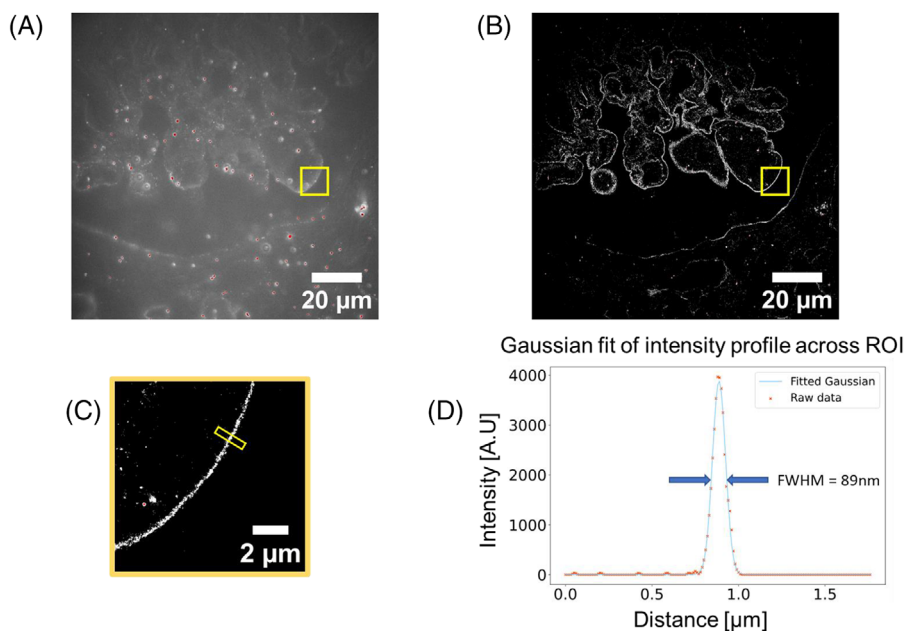 (A)
20 μm
(B)
20 μm
(C)
2 μm
(D)
Gaussian fit of intensity profile across ROI
Fitted Gaussian
Raw data
FWHM = 89nm
Intensity [A.U]
4000
3000
2000
1000
0
0.0 0.5 1.0 1.5
Distance [μm]